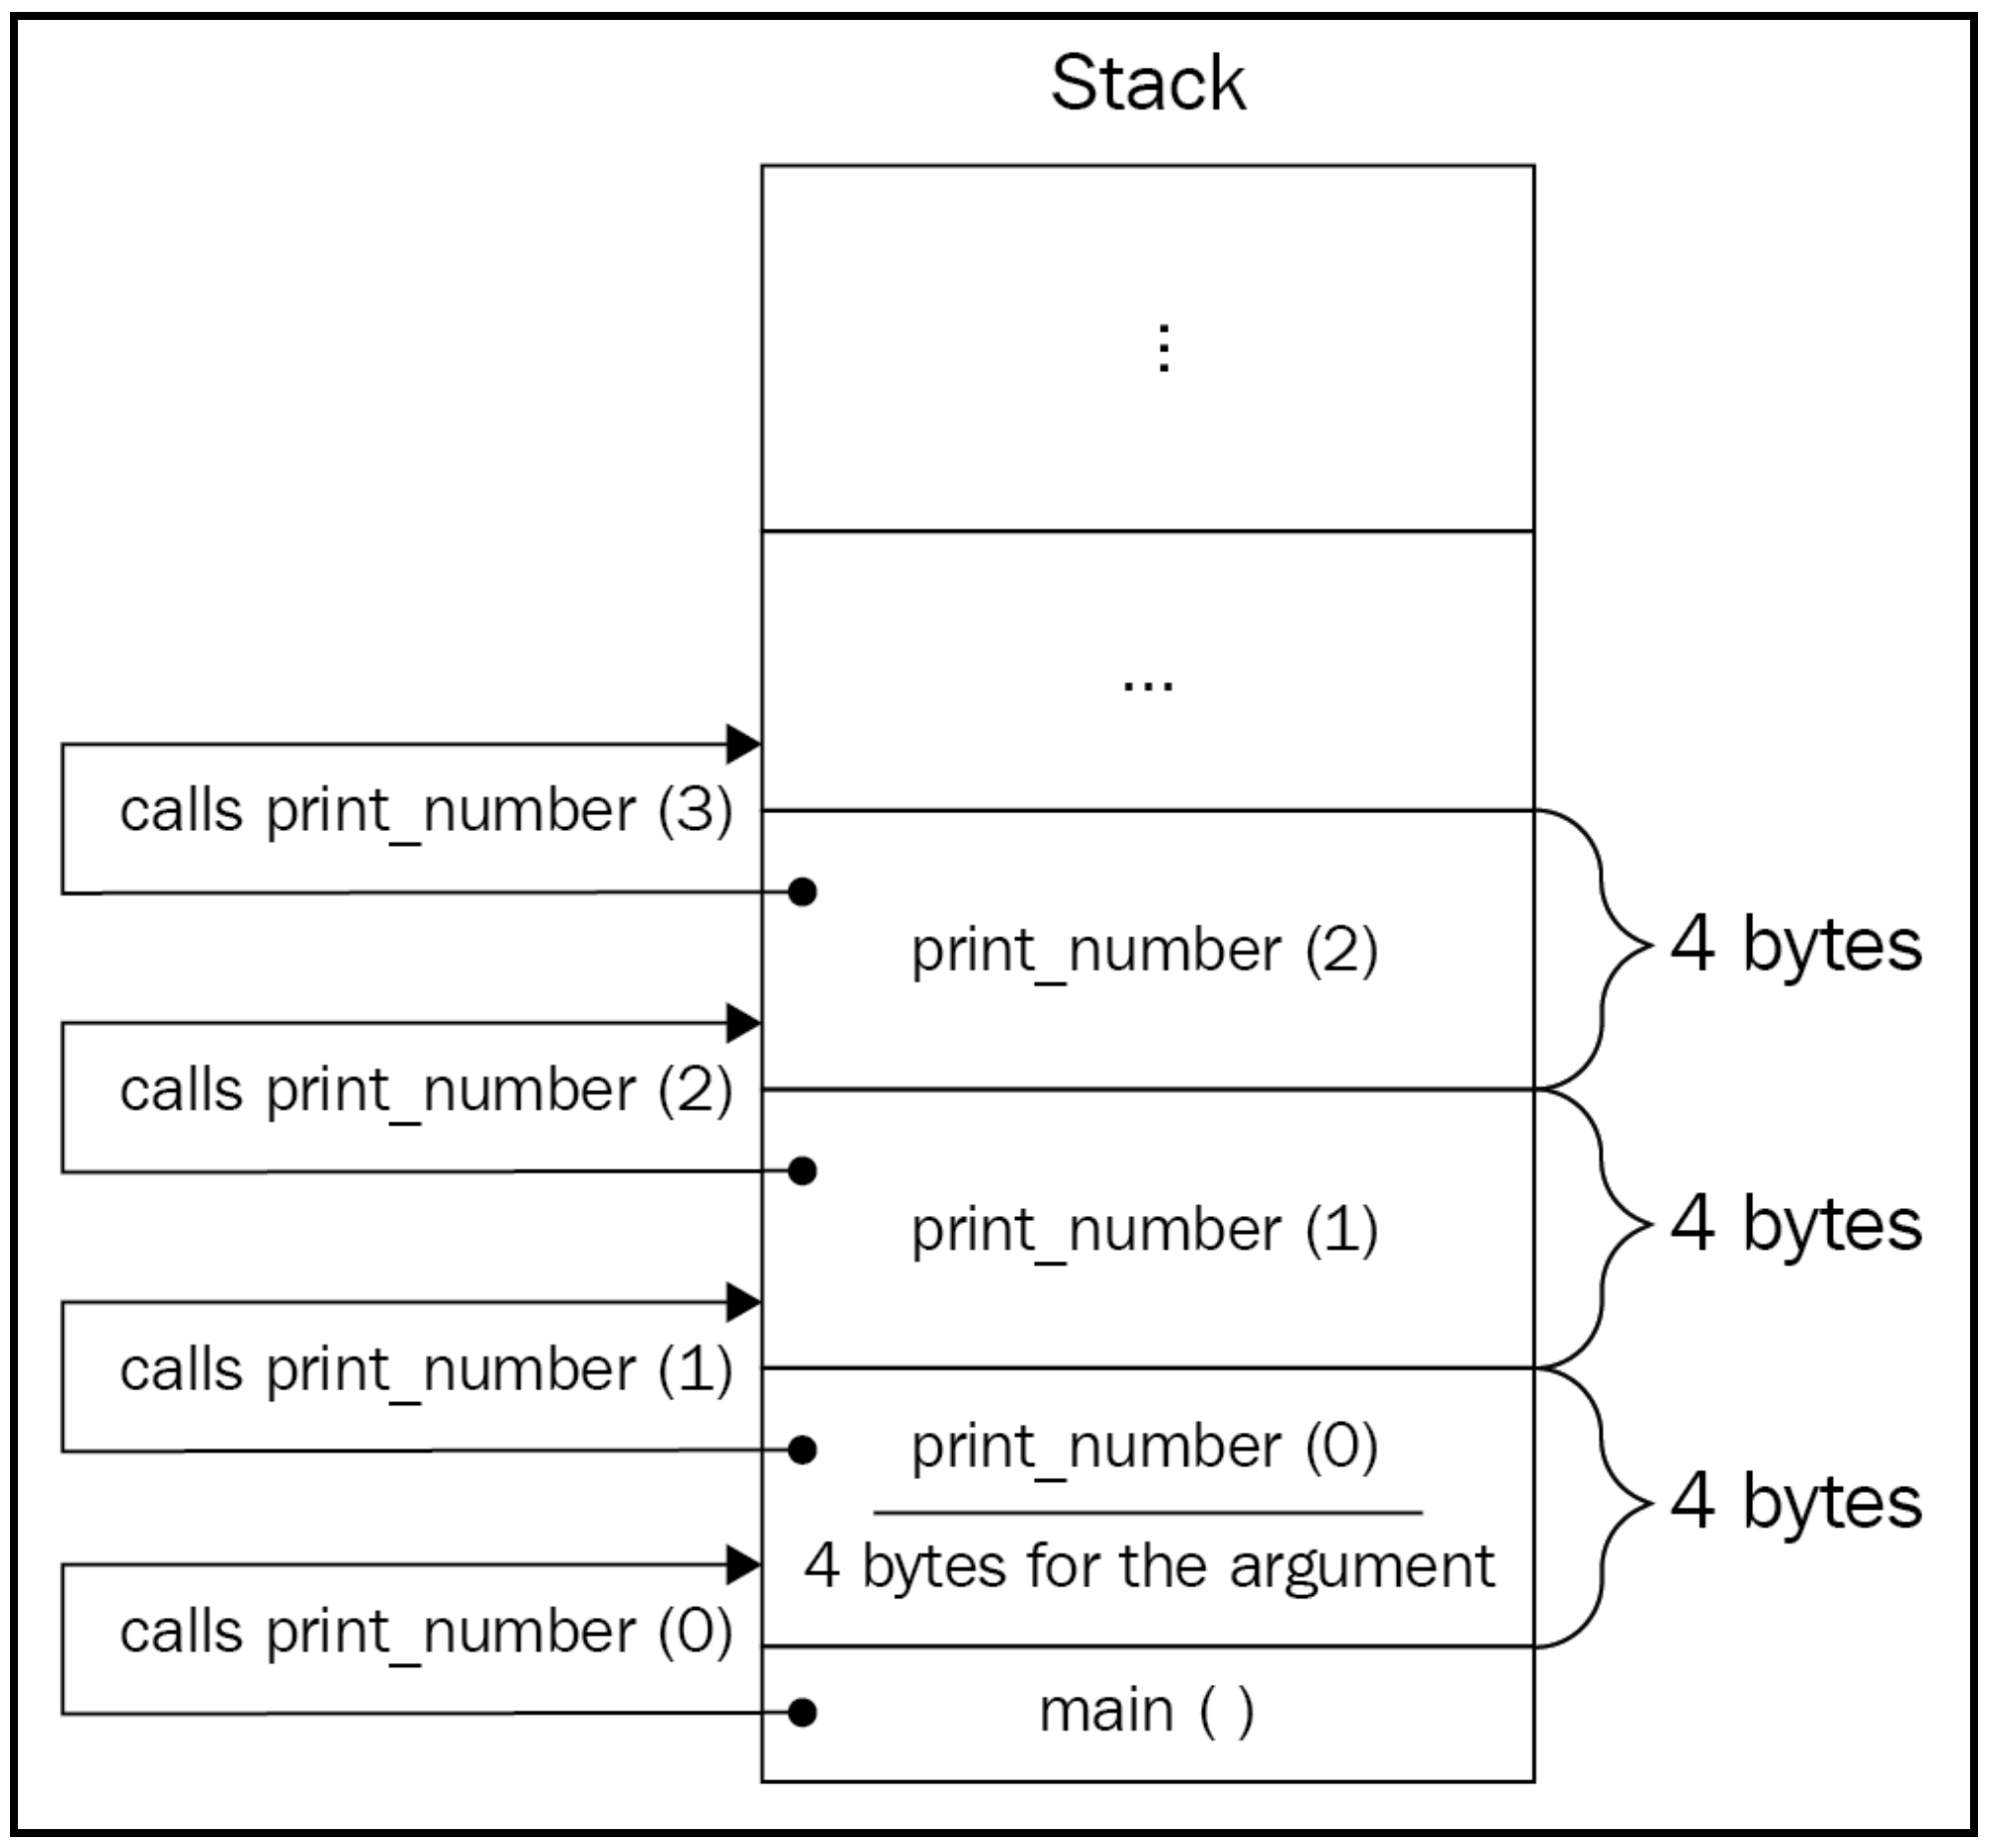 Stack
⋮
...
calls print_number (3)
print_number (2)
4 bytes
calls print_number (2)
print_number (1)
4 bytes
calls print_number (1)
print_number (0)
4 bytes
4 bytes for the argument
calls print_number (0)
main ( )